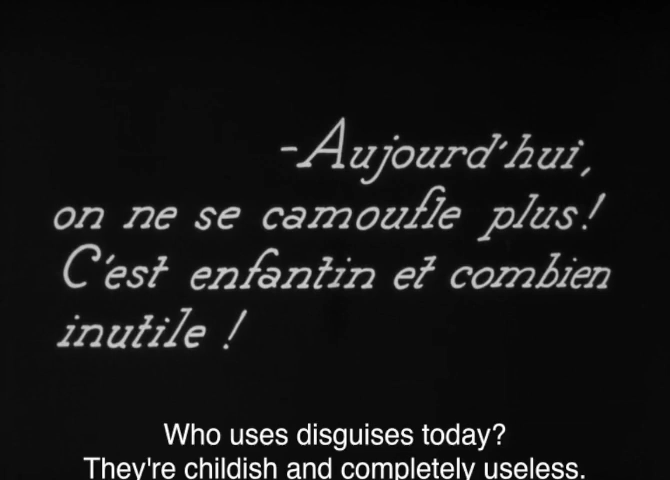 -Aujourd'hui,
on ne se camoufle plus!
C'est enfantin et combien
inutile !
Who uses disguises today?
They're childish and completely useless.